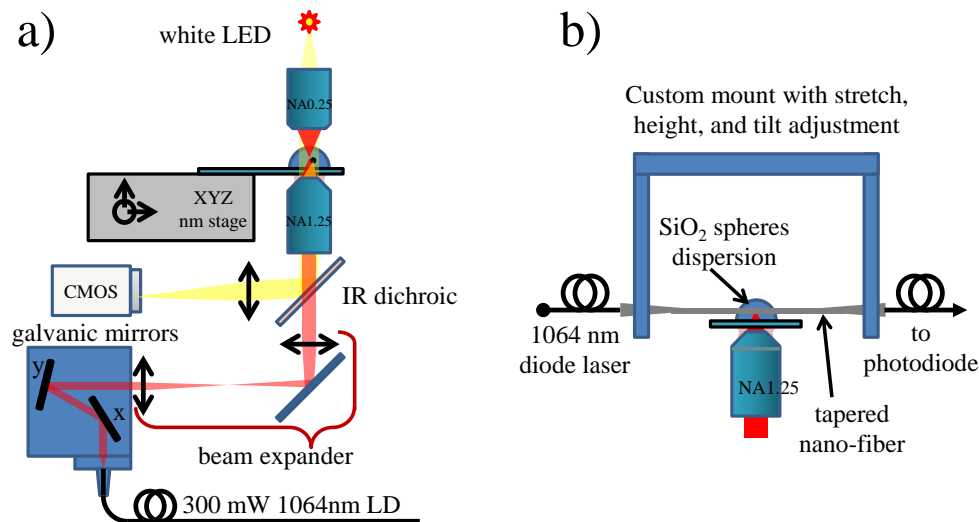 a)
white LED
NA0.25
XYZ
nm stage
NA1.25
CMOS
IR dichroic
galvanic mirrors
y
x
beam expander
300 mW 1064nm LD
b)
Custom mount with stretch,
height, and tilt adjustment
SiO₂ spheres
dispersion
1064 nm
diode laser
to
photodiode
NA1.25
tapered
nano-fiber